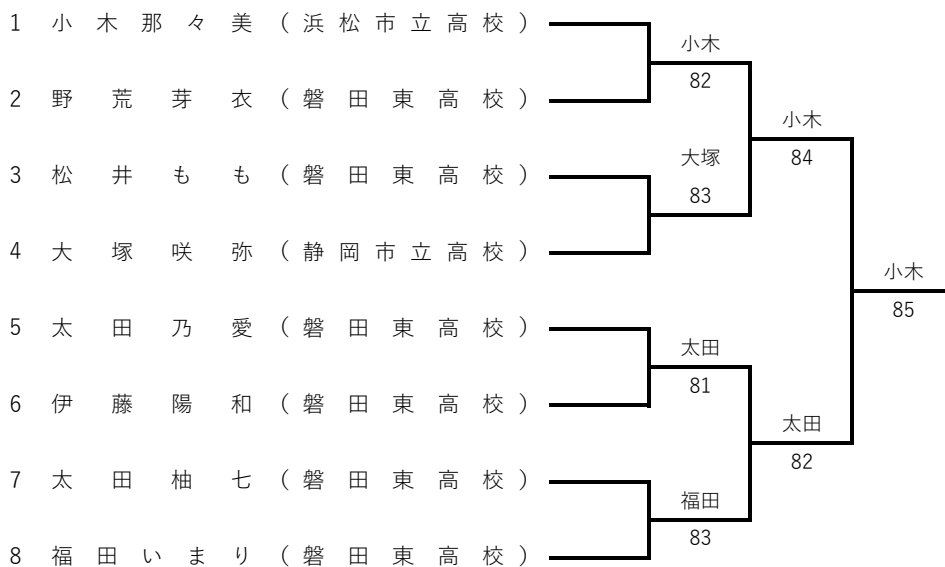 1 小木那々美(浜松市立高校)
小木
82
2 野荒芽衣(磐田東高校)
小木
84
3 松井もも(磐田東高校)
大塚
83
4 大塚咲弥(静岡市立高校)
小木
85
5 太田乃愛(磐田東高校)
太田
81
6 伊藤陽和(磐田東高校)
太田
82
7 太田柚七(磐田東高校)
福田
83
8 福田いまり(磐田東高校)